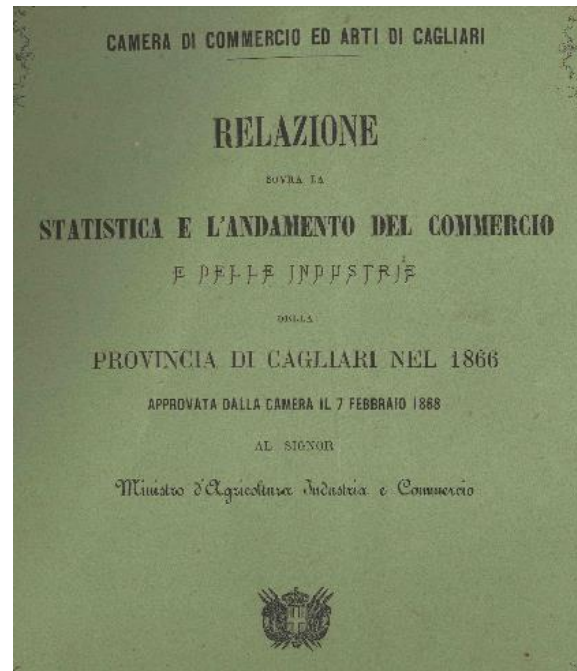 CAMERA DI COMMERCIO ED ARTI DI CAGLIARI
RELAZIONE
SOVRA LA
STATISTICA E L'ANDAMENTO DEL COMMERCIO
E DELLE INDUSTRIE
DELLA
PROVINCIA DI CAGLIARI NEL 1866
APPROVATA DALLA CAMERA IL 7 FEBBRAIO 1868
AL SIGNOR
Ministro d'Agricoltura Industria e Commercio